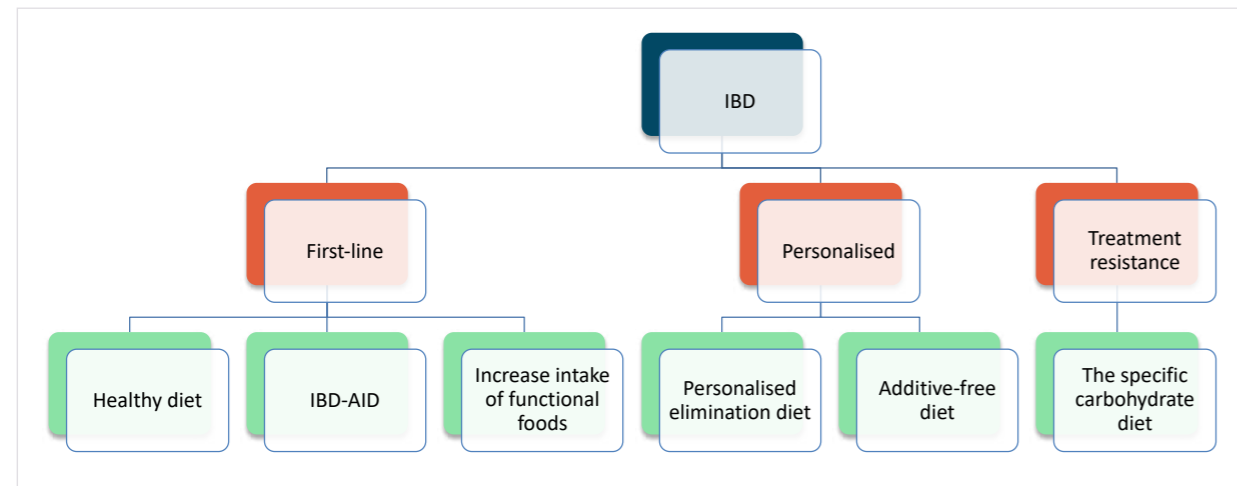 IBD
First-line
Personalised
Treatment
resistance
Healthy diet
IBD-AID
Increase intake
of functional
foods
Personalised
elimination diet
Additive-free
diet
The specific
carbohydrate
diet